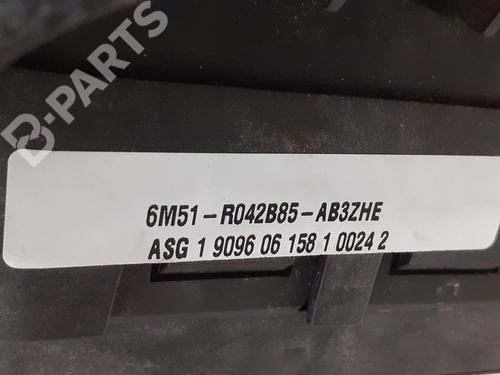 B-PARTS
6M51-R042B85-AB3ZHE
ASG 1 9096 06 158 1 0024 2